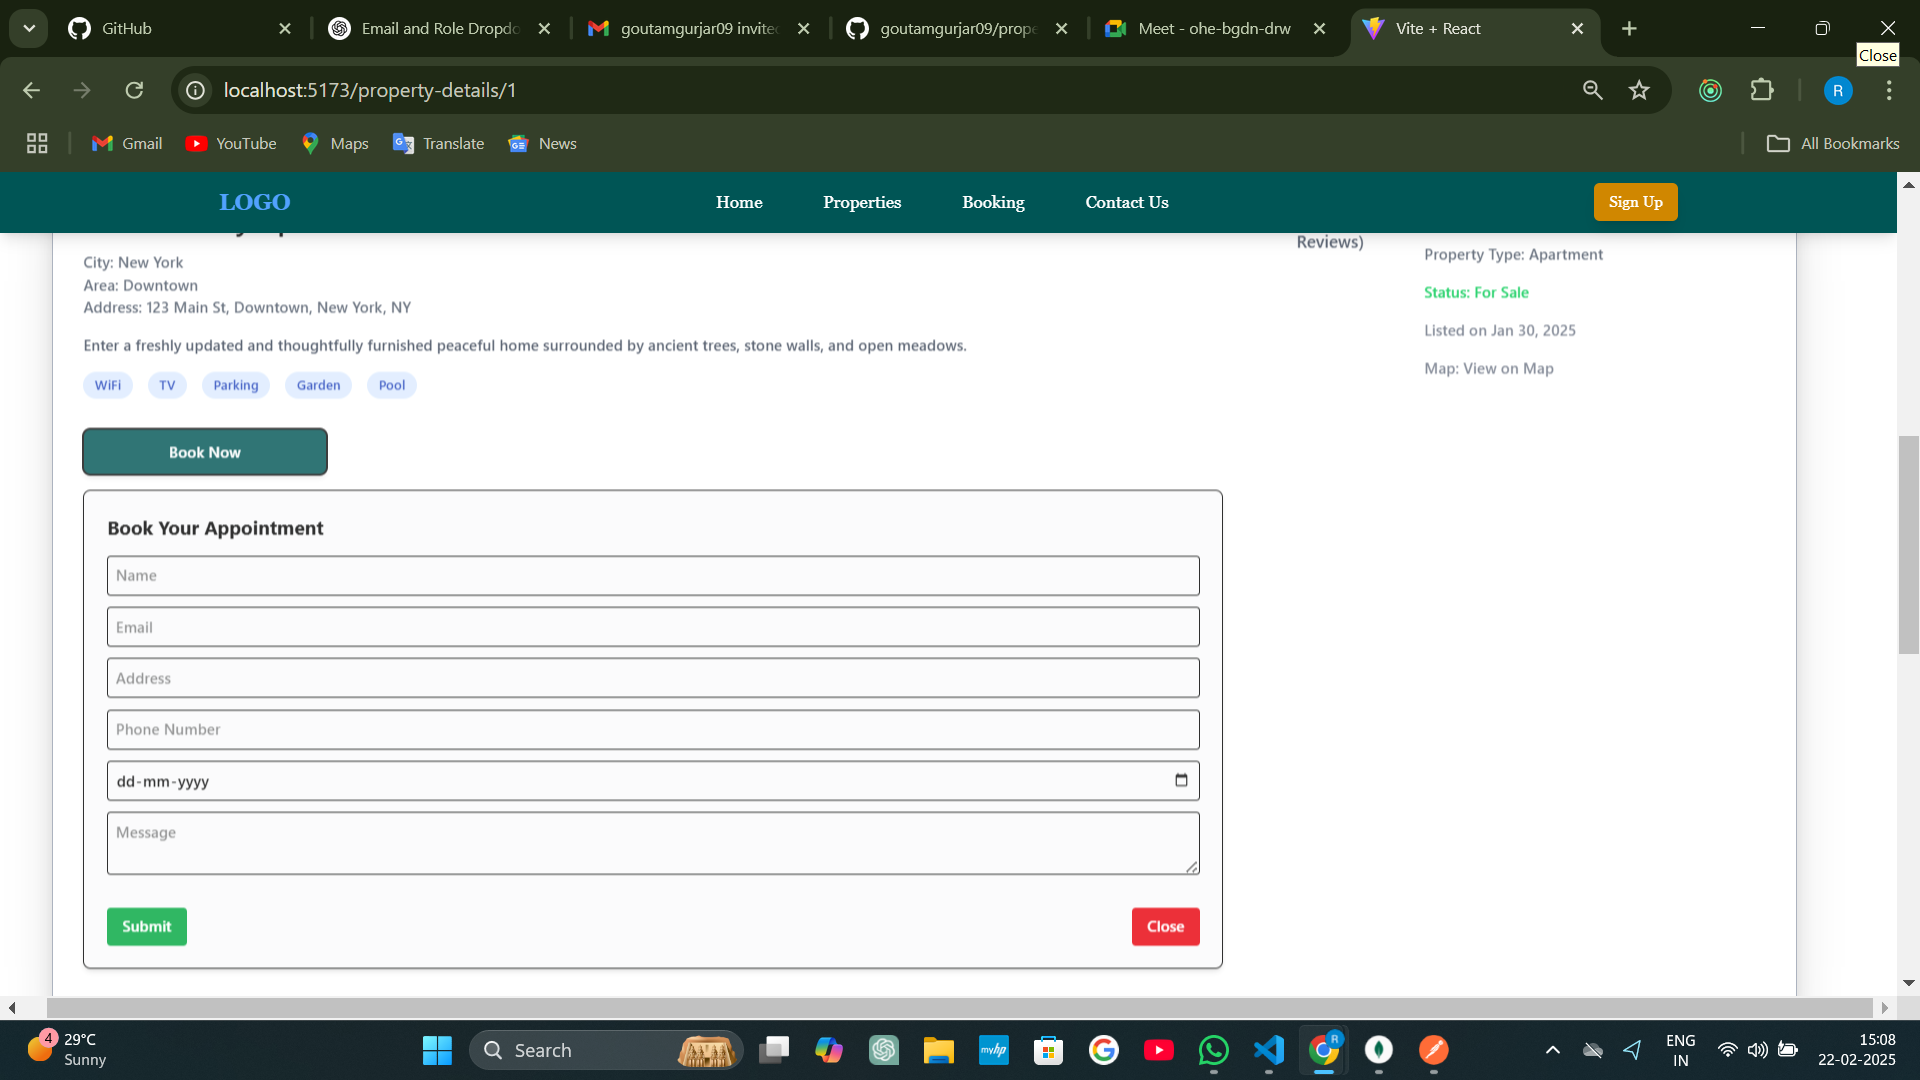 GitHub
Email and Role Dropdo
goutamgurjar09 invited
goutamgurjar09/prope
Meet - ohe-bgdn-drw
Vite + React
Close
localhost:5173/property-details/1
R
Gmail
YouTube
Maps
Translate
News
All Bookmarks
LOGO
Home
Properties
Booking
Contact Us
Sign Up
Reviews)
City: New York
Area: Downtown
Address: 123 Main St, Downtown, New York, NY
Enter a freshly updated and thoughtfully furnished peaceful home surrounded by ancient trees, stone walls, and open meadows.
WiFi
TV
Parking
Garden
Pool
Property Type: Apartment
Status: For Sale
Listed on Jan 30, 2025
Map: View on Map
Book Now
Book Your Appointment
Name
Email
Address
Phone Number
dd-mm-yyyy
Message
Submit
Close
4
29°C
Sunny
Search
myhp
R
ENG
IN
15:08
22-02-2025